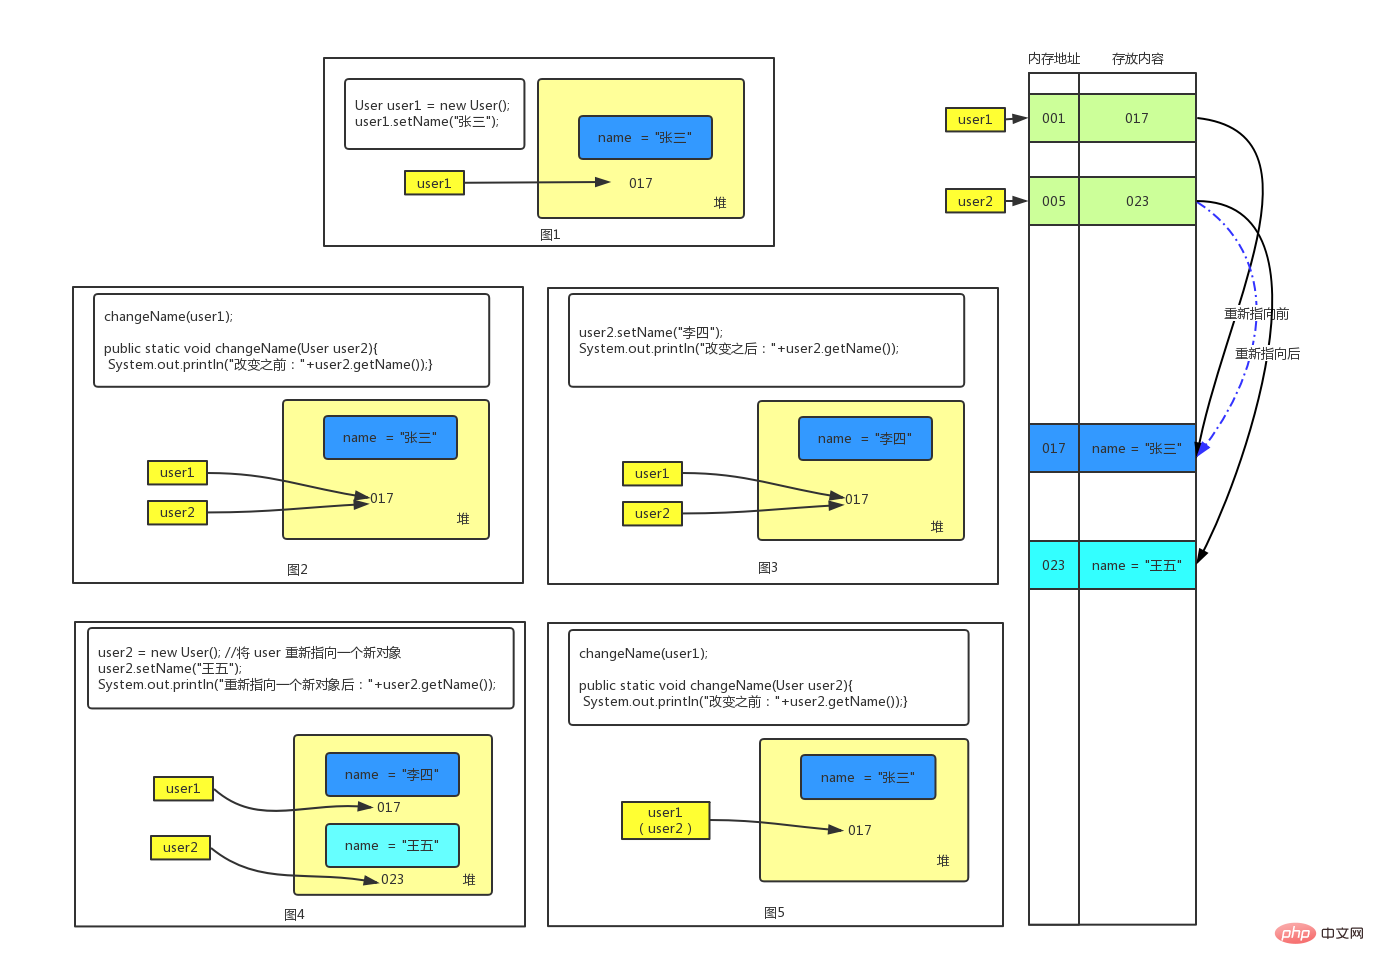 User user1 = new User();
user1.setName("张三");
name = "张三"
user1
017
堆
图1
changeName(user1);
public static void changeName(User user2){
System.out.println("改变之前："+user2.getName());}
name = "张三"
user1
017
user2
堆
图2
user2.setName("李四");
System.out.println("改变之后："+user2.getName());
name = "李四"
user1
017
user2
堆
图3
user2 = new User(); //将 user 重新指向一个新对象
user2.setName("王五");
System.out.println("重新指向一个新对象后："+user2.getName());
name = "李四"
user1
017
name = "王五"
user2
023
堆
图4
changeName(user1);
public static void changeName(User user2){
System.out.println("改变之前："+user2.getName());}
name = "张三"
user1
( user2 )
017
堆
图5
内存地址 存放内容
user1 001 017
user2 005 023
重新指向前
重新指向后
017 name = "张三"
023 name = "王五"
php 中文网